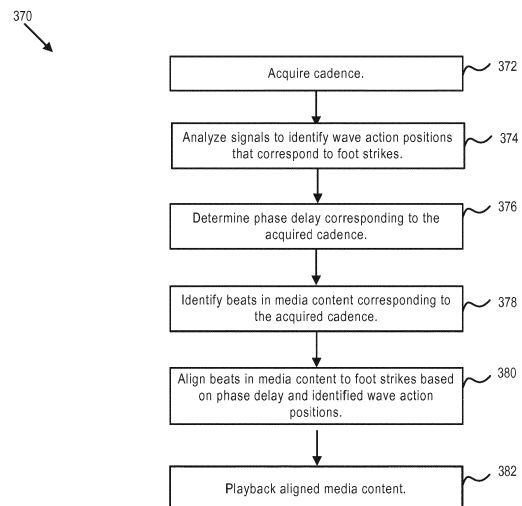 370
Acquire cadence.
372
Analyze signals to identify wave action positions
that correspond to foot strikes.
374
Determine phase delay corresponding to the
acquired cadence.
376
Identify beats in media content corresponding to
the acquired cadence.
378
Align beats in media content to foot strikes based
on phase delay and identified wave action
positions.
380
Playback aligned media content.
382